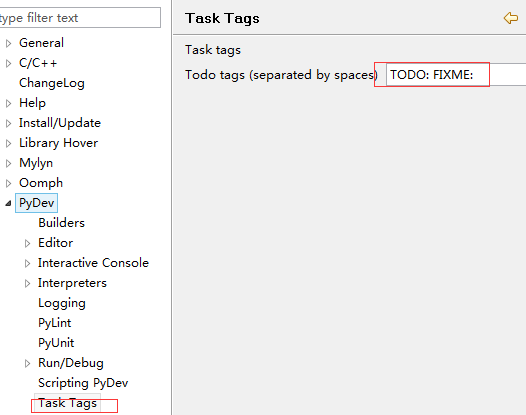 type filter text
General
C/C++
ChangeLog
Help
Install/Update
Library Hover
Mylyn
Oomph
PyDev
Builders
Editor
Interactive Console
Interpreters
Logging
PyLint
PyUnit
Run/Debug
Scripting PyDev
Task Tags
Task Tags
Task tags
Todo tags (separated by spaces) TODO: FIXME: